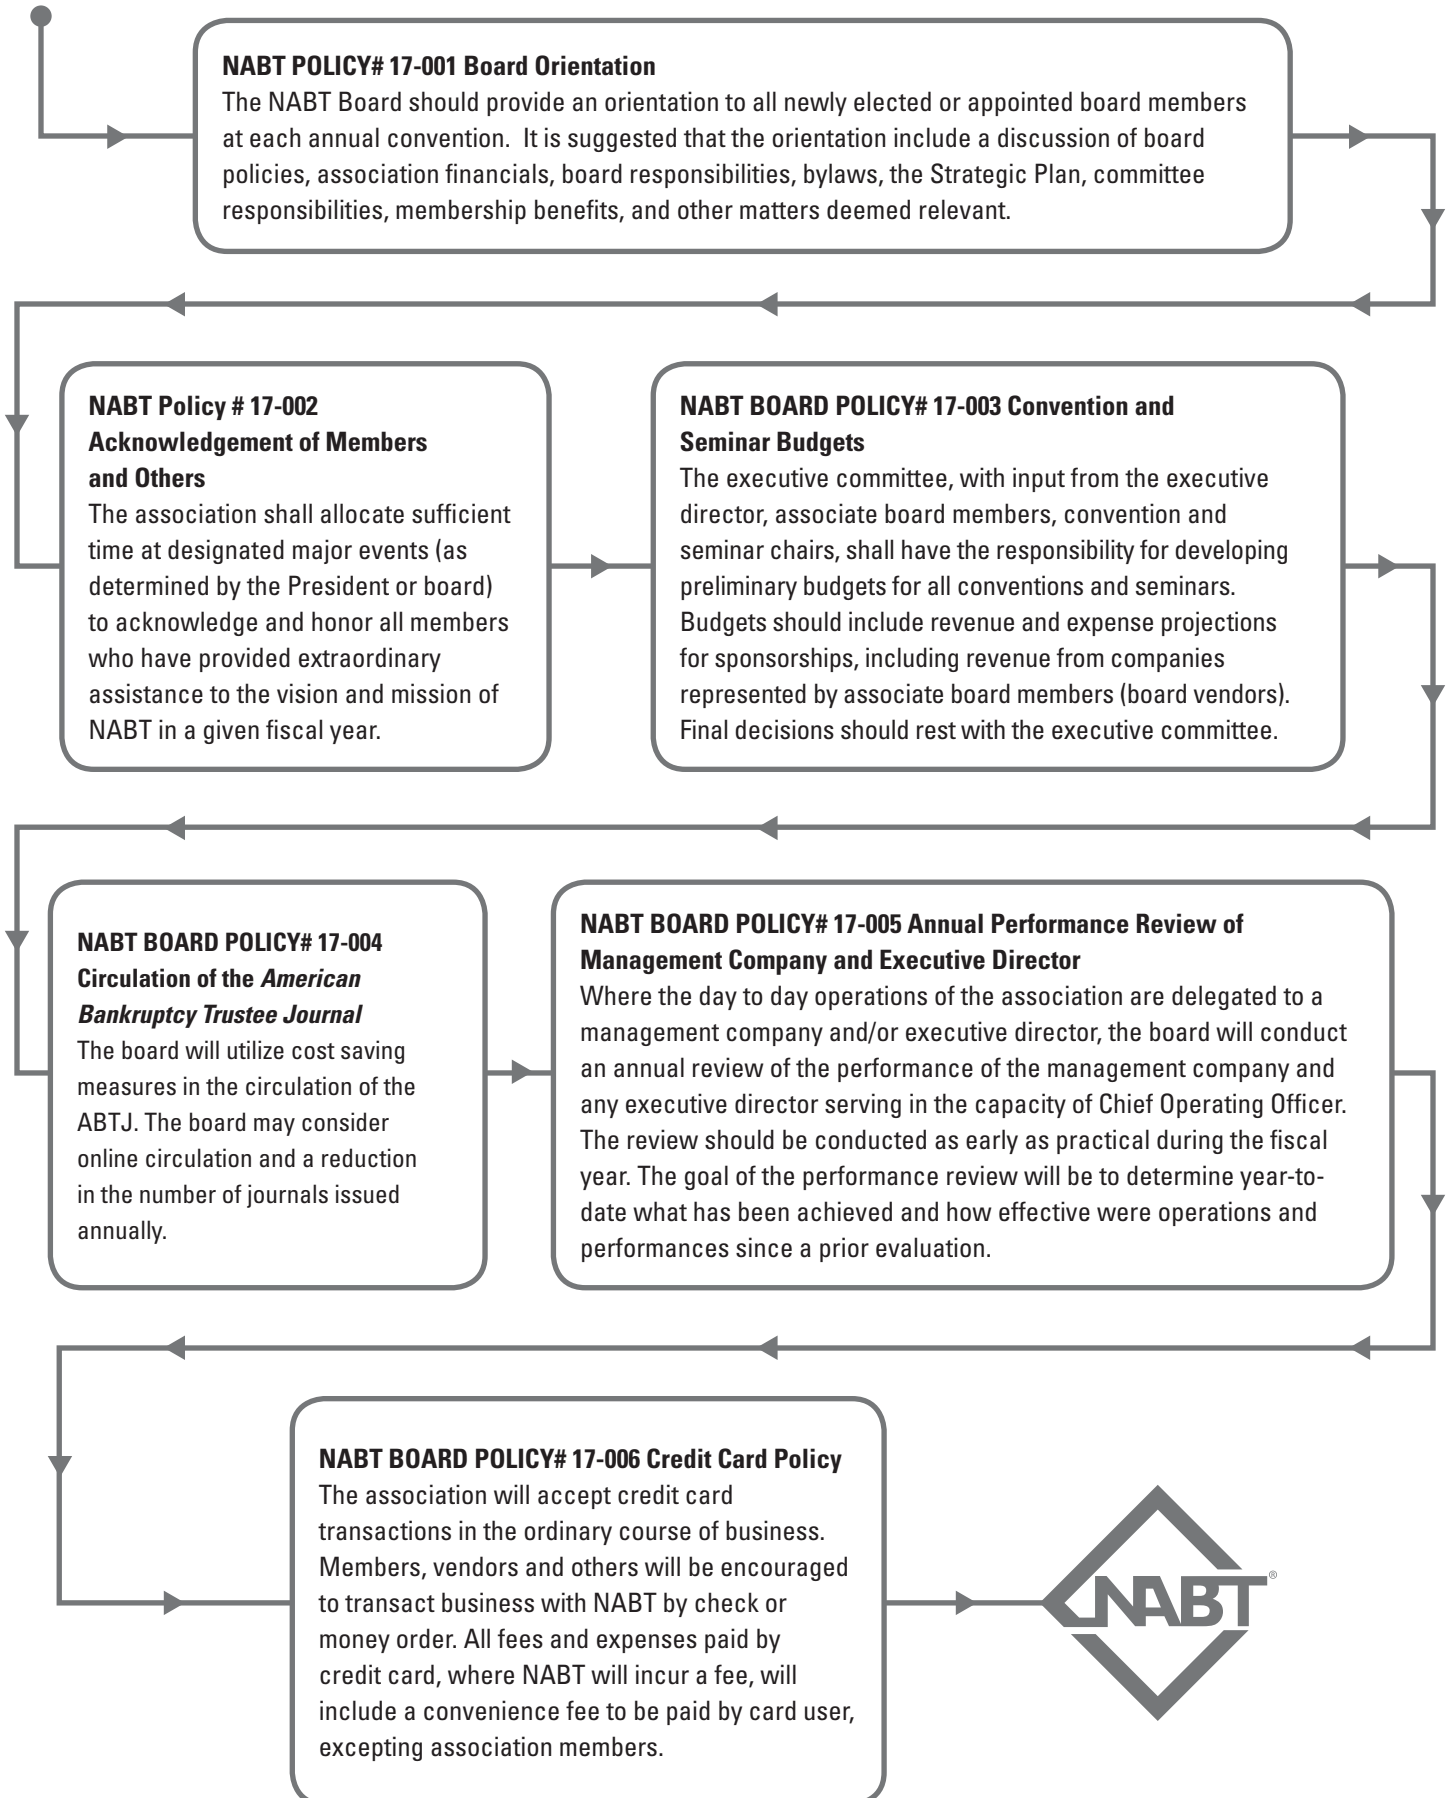 NABT POLICY# 17-001 Board Orientation
The NABT Board should provide an orientation to all newly elected or appointed board members
at each annual convention.  It is suggested that the orientation include a discussion of board
policies, association financials, board responsibilities, bylaws, the Strategic Plan, committee
responsibilities, membership benefits, and other matters deemed relevant.
NABT Policy # 17-002
Acknowledgement of Members
and Others
The association shall allocate sufficient
time at designated major events (as
determined by the President or board)
to acknowledge and honor all members
who have provided extraordinary
assistance to the vision and mission of
NABT in a given fiscal year.
NABT BOARD POLICY# 17-003 Convention and
Seminar Budgets
The executive committee, with input from the executive
director, associate board members, convention and
seminar chairs, shall have the responsibility for developing
preliminary budgets for all conventions and seminars.
Budgets should include revenue and expense projections
for sponsorships, including revenue from companies
represented by associate board members (board vendors).
Final decisions should rest with the executive committee.
NABT BOARD POLICY# 17-004
Circulation of the American
Bankruptcy Trustee Journal
The board will utilize cost saving
measures in the circulation of the
ABTJ. The board may consider
online circulation and a reduction
in the number of journals issued
annually.
NABT BOARD POLICY# 17-005 Annual Performance Review of
Management Company and Executive Director
Where the day to day operations of the association are delegated to a
management company and/or executive director, the board will conduct
an annual review of the performance of the management company and
any executive director serving in the capacity of Chief Operating Officer.
The review should be conducted as early as practical during the fiscal
year. The goal of the performance review will be to determine year-to-
date what has been achieved and how effective were operations and
performances since a prior evaluation.
NABT BOARD POLICY# 17-006 Credit Card Policy
The association will accept credit card
transactions in the ordinary course of business.
Members, vendors and others will be encouraged
to transact business with NABT by check or
money order. All fees and expenses paid by
credit card, where NABT will incur a fee, will
include a convenience fee to be paid by card user,
excepting association members.
NABT®